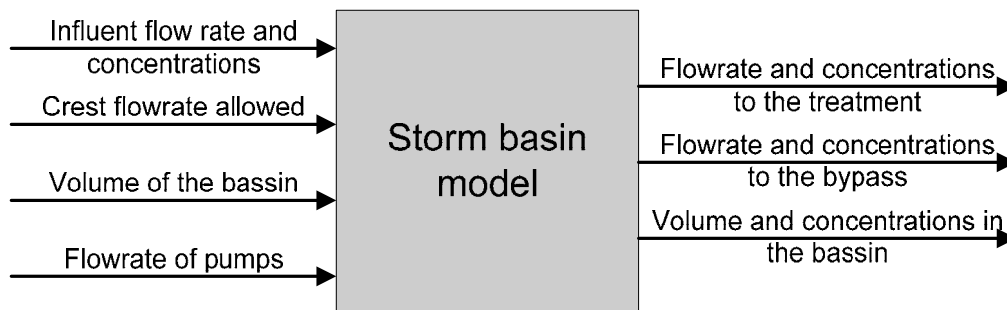 Influent flow rate and
concentrations
Crest flowrate allowed
Volume of the bassin
Flowrate of pumps
Storm basin
model
Flowrate and concentrations
to the treatment
Flowrate and concentrations
to the bypass
Volume and concentrations in
the bassin